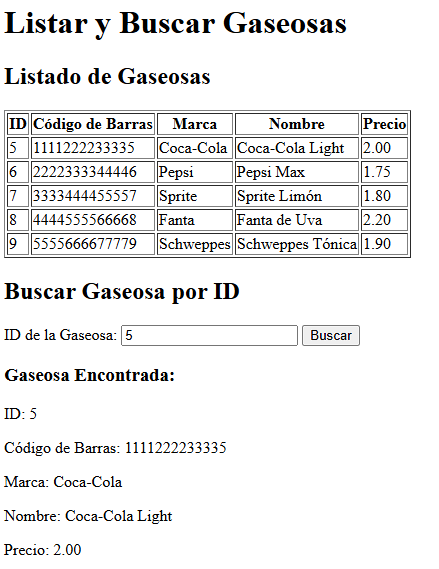 Listar y Buscar Gaseosas
Listado de Gaseosas
ID Código de Barras Marca Nombre Precio
5 1111222233335 Coca-Cola Coca-Cola Light 2.00
6 2222333344446 Pepsi Pepsi Max 1.75
7 3333444455557 Sprite Sprite Limón 1.80
8 4444555566668 Fanta Fanta de Uva 2.20
9 5555666677779 Schweppes Schweppes Tónica 1.90
Buscar Gaseosa por ID
ID de la Gaseosa: 5 Buscar
Gaseosa Encontrada:
ID: 5
Código de Barras: 1111222233335
Marca: Coca-Cola
Nombre: Coca-Cola Light
Precio: 2.00